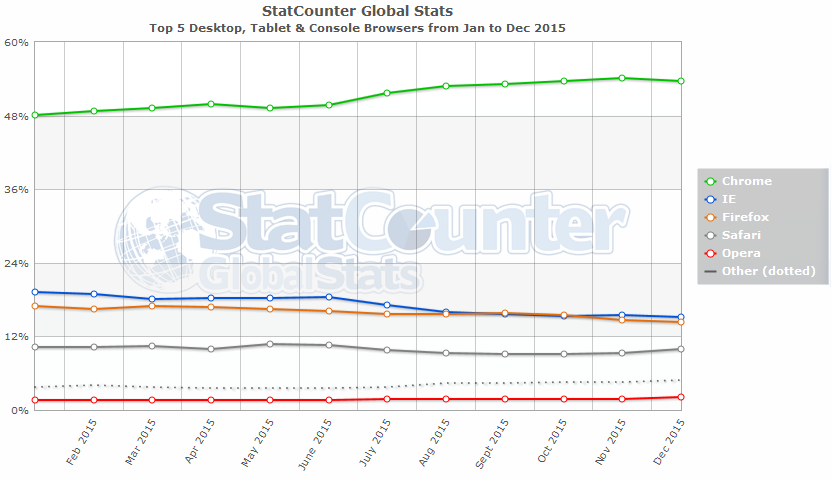 StatCounter Global Stats
Top 5 Desktop, Tablet & Console Browsers from Jan to Dec 2015
60%
48%
36%
24%
12%
0%
StatCounter
GlobalStats
Feb 2015
Mar 2015
Apr 2015
May 2015
June 2015
July 2015
Aug 2015
Sept 2015
Oct 2015
Nov 2015
Dec 2015
Chrome
IE
Firefox
Safari
Opera
Other (dotted)